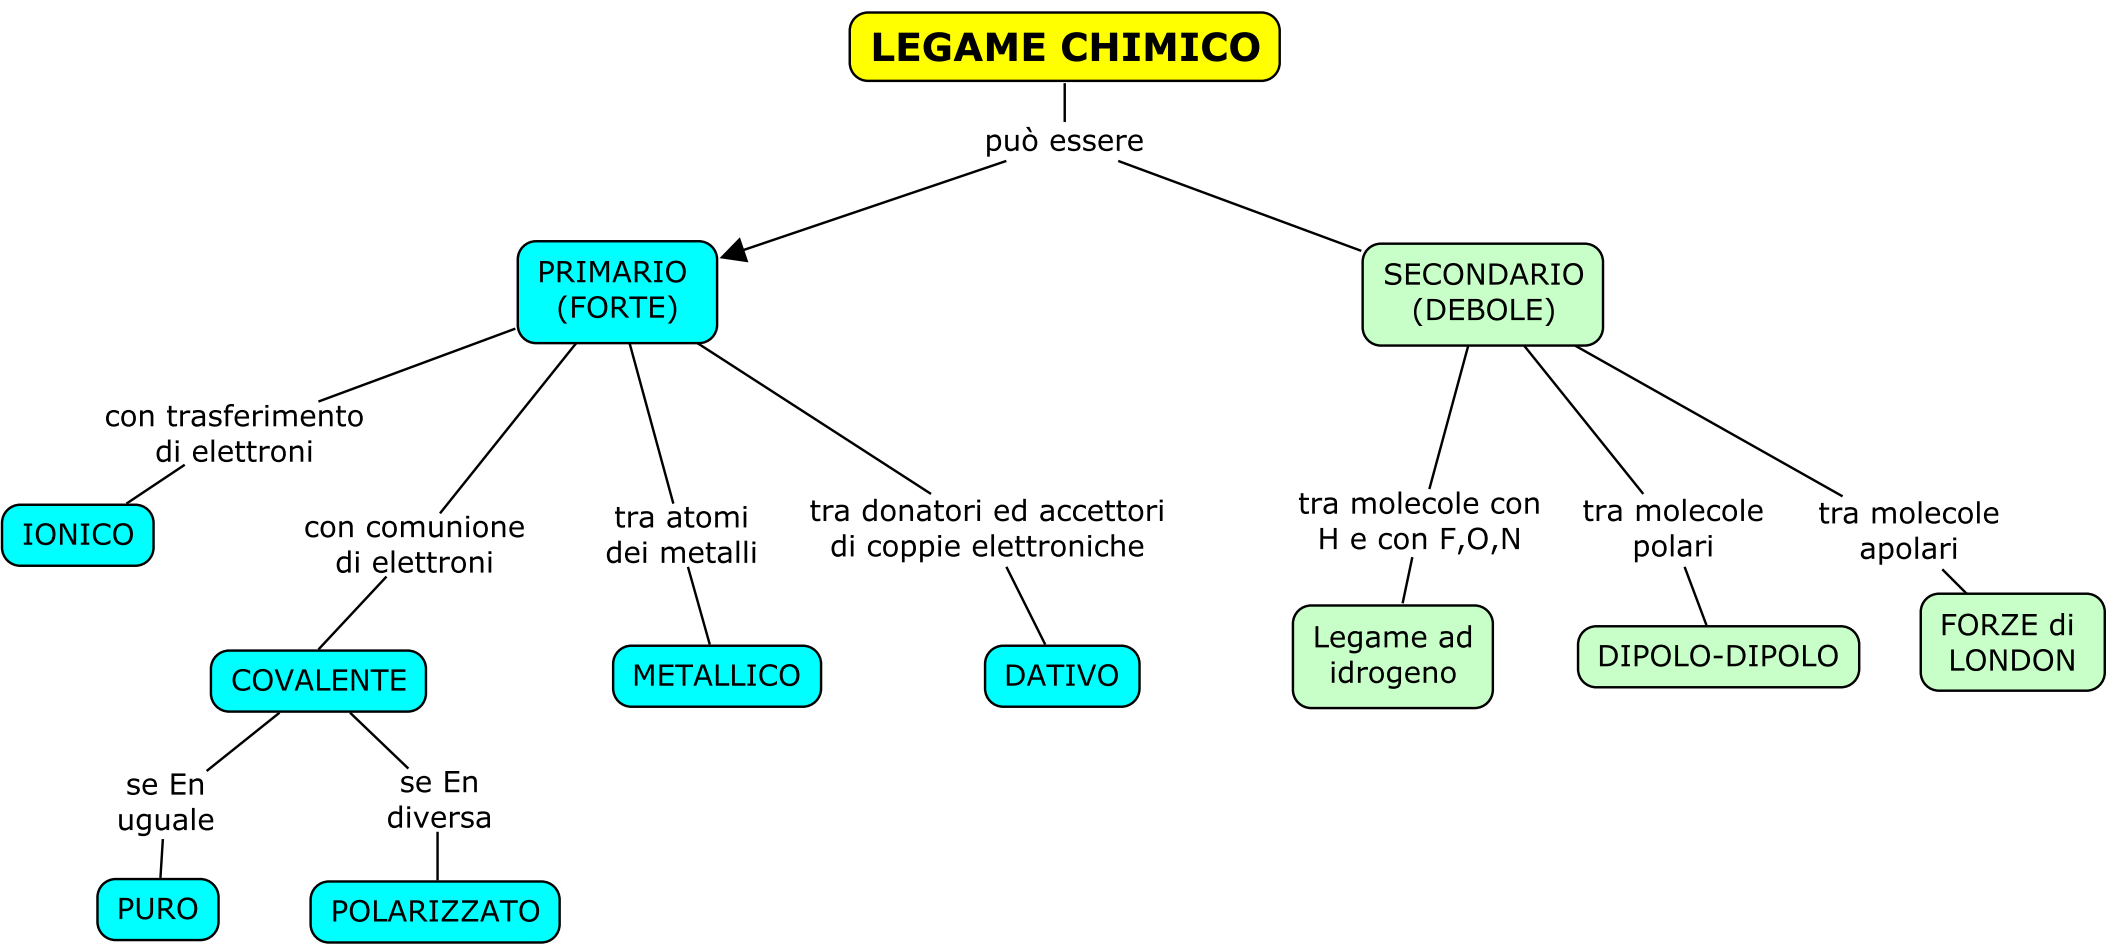 LEGAME CHIMICO
può essere
PRIMARIO
(FORTE)
SECONDARIO
(DEBOLE)
con trasferimento
di elettroni
IONICO
con comunione
di elettroni
tra atomi
dei metalli
tra donatori ed accettori
di coppie elettroniche
tra molecole con
H e con F,O,N
tra molecole
polari
tra molecole
apolari
COVALENTE
METALLICO
DATIVO
Legame ad
idrogeno
DIPOLO-DIPOLO
FORZE di
LONDON
se En
uguale
se En
diversa
PURO
POLARIZZATO